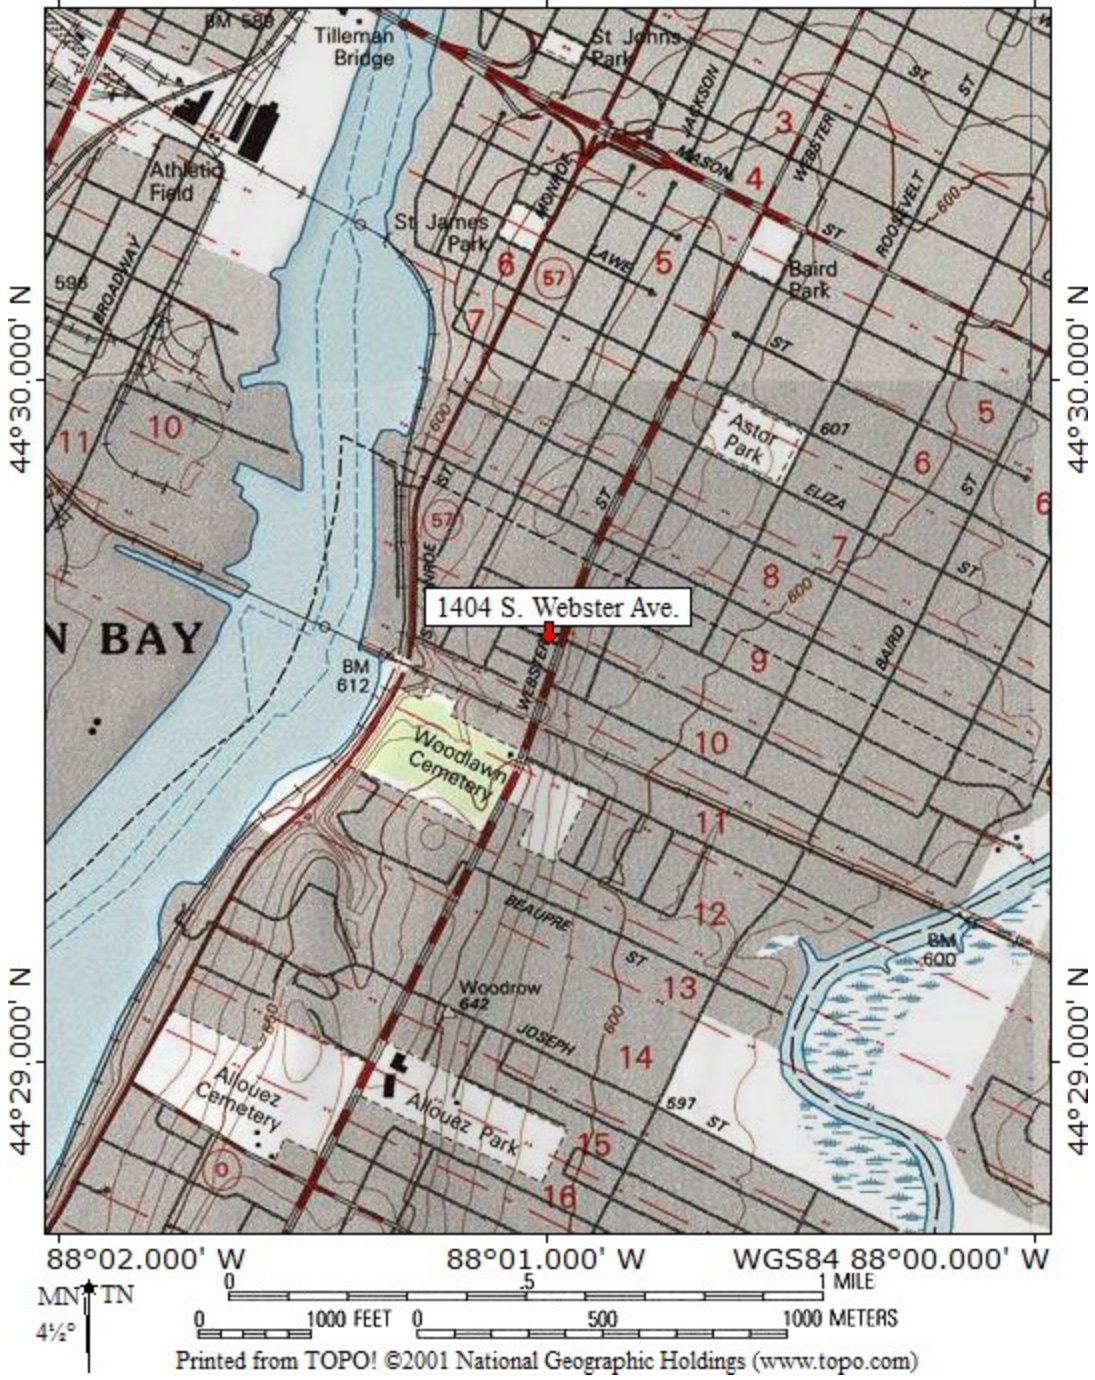 BM 589
Tilleman
Bridge
St Johns
Park
JACKSON
ST
ST
3
WEBSTER
MASON
4
Athletic
Field
MONROE
ROOSEVELT
600
St James
Park
ST
LAWE
5
6
57
Baird
Park
596
BROADWAY
7
ST
44°30.000' N
44°30.000' N
600
5
11
10
Astor
Park
607
6
ST
ST
ELIZA
ST
6
57
7
ST
8
600
1404 S. Webster Ave.
N BAY
BM
612
WEBSTER
9
BAIRD
Woodlawn
Cemetery
10
11
BEAUPRE
12
ST
BM
600
44°29.000' N
44°29.000' N
Woodrow
642
13
JOSEPH
600
14
650
Allouez
Cemetery
Allouez Park
597
ST
15
16
88°02.000' W
88°01.000' W
WGS84 88°00.000' W
MN TN
4½°
0 .5 1 MILE
0 1000 FEET 0 500 1000 METERS
Printed from TOPO! ©2001 National Geographic Holdings (www.topo.com)